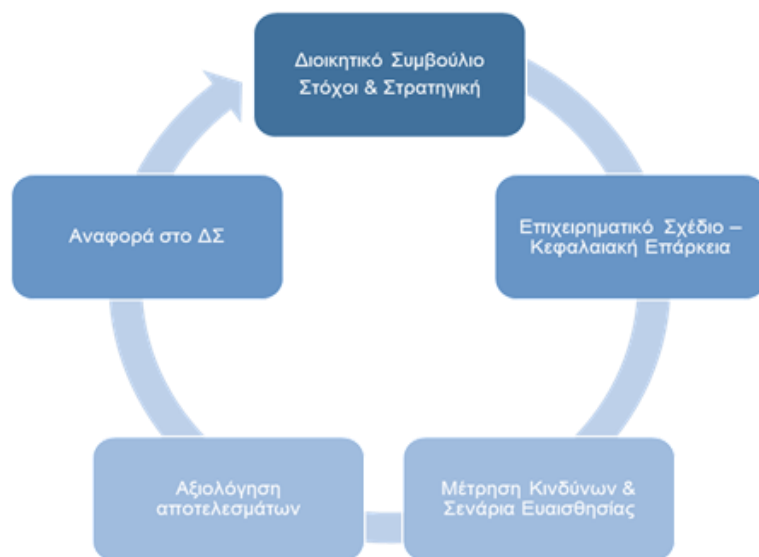 Διοικητικό Συμβούλιο
Στόχοι & Στρατηγική
Επιχειρηματικό Σχέδιο –
Κεφαλαιακή Επάρκεια
Μέτρηση Κινδύνων &
Σενάρια Ευαισθησίας
Αξιολόγηση
αποτελεσμάτων
Αναφορά στο ΔΣ